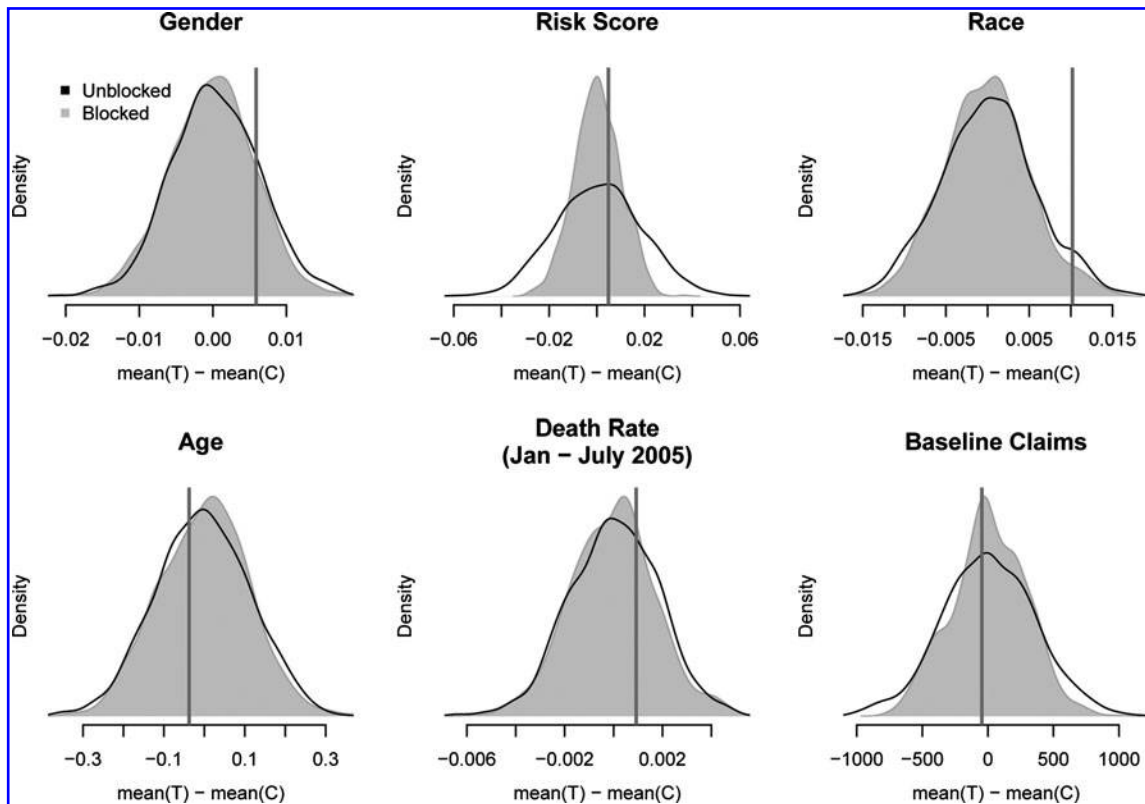 Gender
Unblocked
Blocked
Density
−0.02 −0.01 0.00 0.01
mean(T) − mean(C)
Risk Score
Density
−0.06 −0.02 0.02 0.06
mean(T) − mean(C)
Race
Density
−0.015 −0.005 0.005 0.015
mean(T) − mean(C)
Age
Density
−0.3 −0.1 0.1 0.3
mean(T) − mean(C)
Death Rate
(Jan − July 2005)
Density
−0.006 −0.002 0.002
mean(T) − mean(C)
Baseline Claims
Density
−1000 −500 0 500 1000
mean(T) − mean(C)